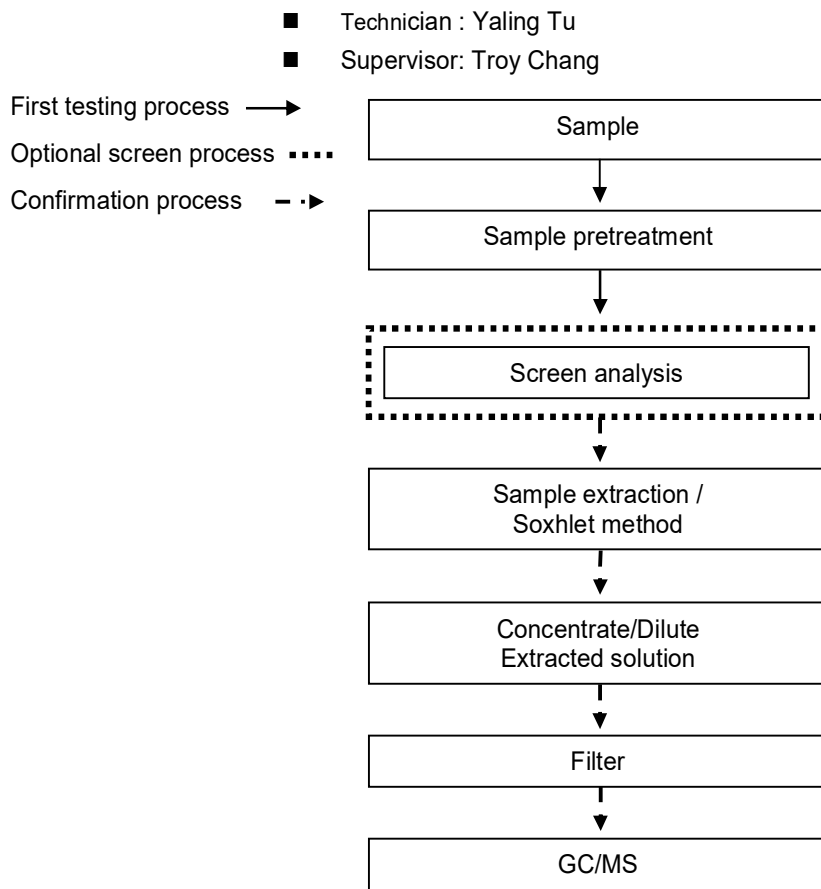 Technician : Yaling Tu
Supervisor: Troy Chang
First testing process
Optional screen process
Confirmation process
Sample
Sample pretreatment
Screen analysis
Sample extraction /
Soxhlet method
Concentrate/Dilute
Extracted solution
Filter
GC/MS